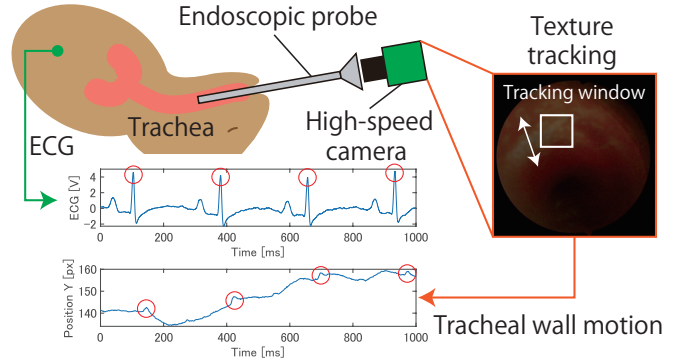 Endoscopic probe
Texture
tracking
Tracking window
Trachea
High-speed
camera
ECG
ECG [V]
4
2
0
−2
0 200 400 600 800 1000
Time [ms]
Position Y [px]
160
150
140
0 200 400 600 800 1000
Time [ms]
Tracheal wall motion